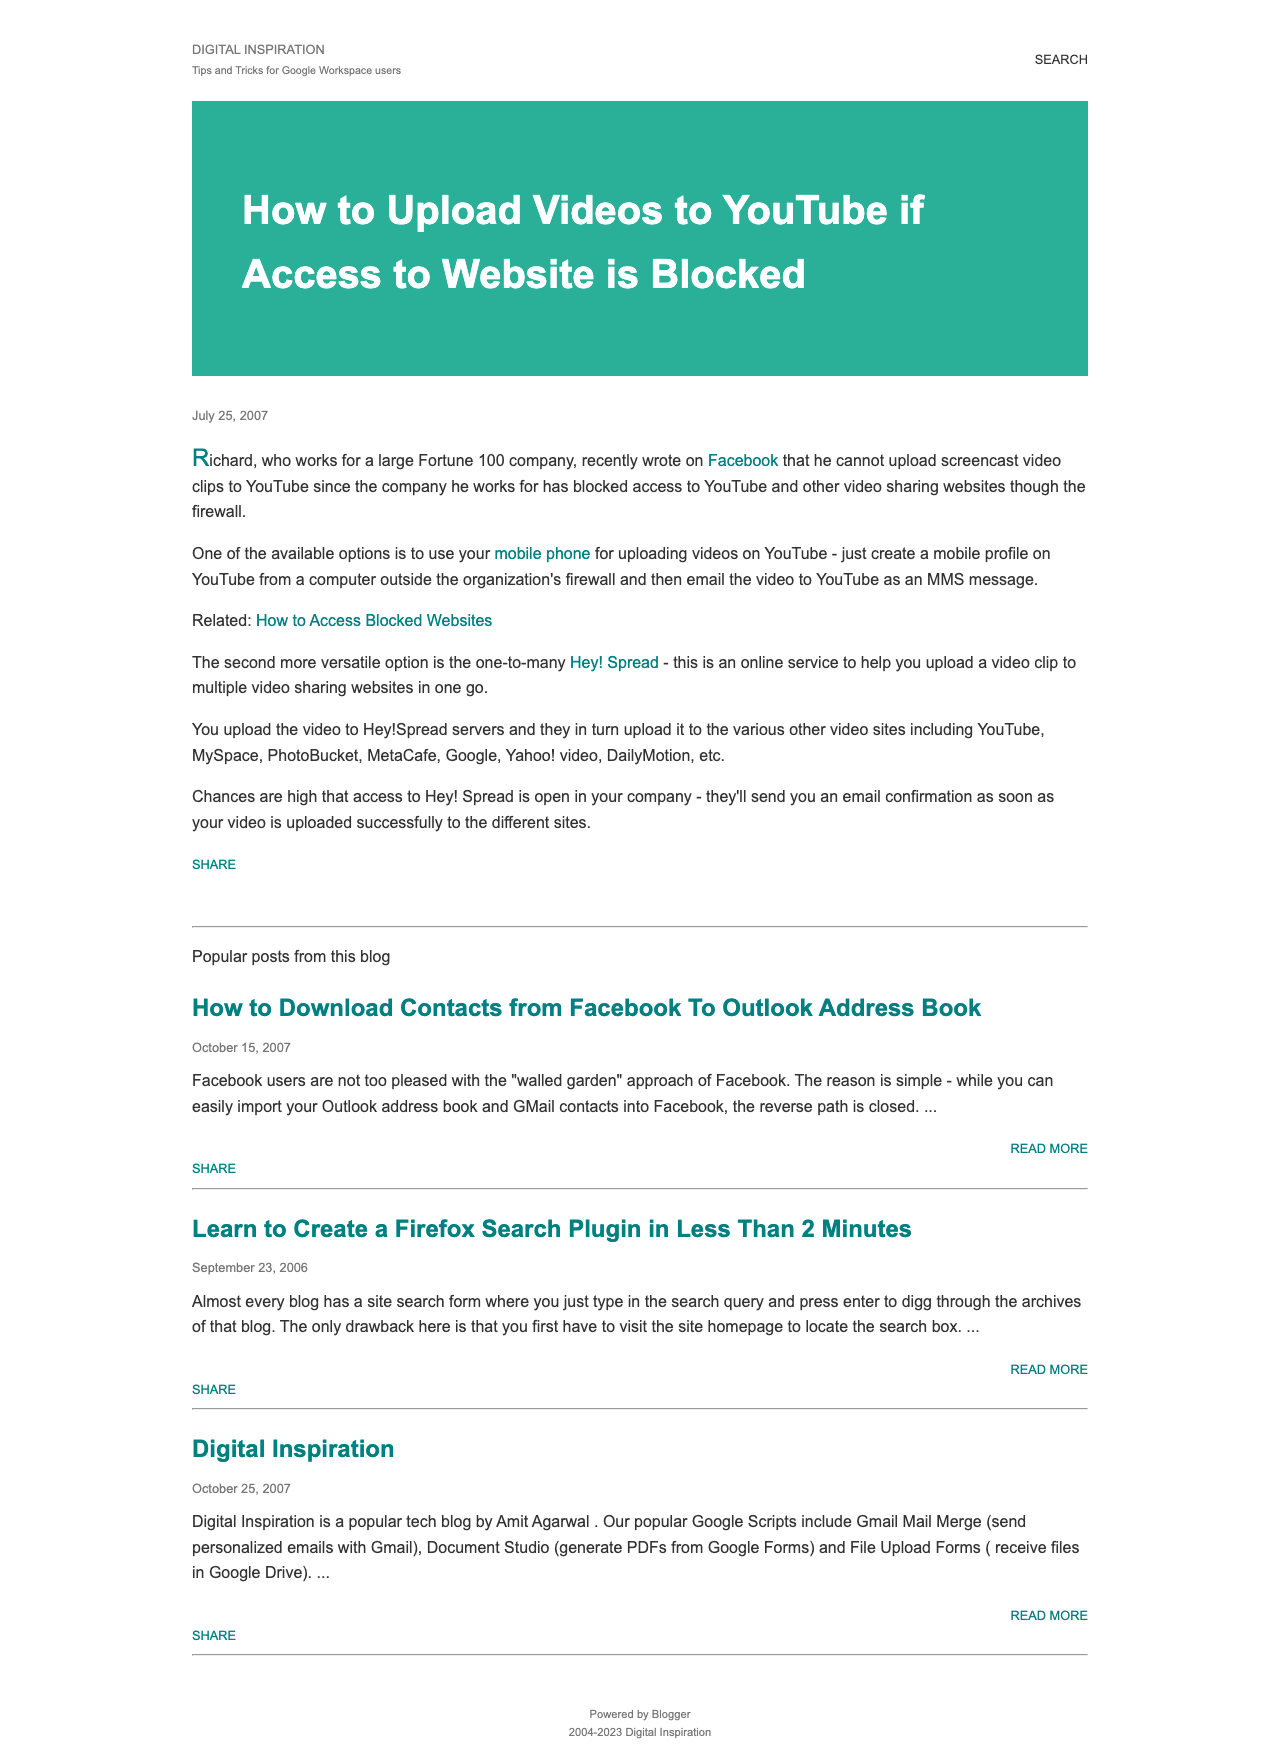 DIGITAL INSPIRATION
Tips and Tricks for Google Workspace users
SEARCH
How to Upload Videos to YouTube if
Access to Website is Blocked
July 25, 2007
Richard, who works for a large Fortune 100 company, recently wrote on Facebook that he cannot upload screencast video
clips to YouTube since the company he works for has blocked access to YouTube and other video sharing websites though the
firewall.
One of the available options is to use your mobile phone for uploading videos on YouTube - just create a mobile profile on
YouTube from a computer outside the organization's firewall and then email the video to YouTube as an MMS message.
Related: How to Access Blocked Websites
The second more versatile option is the one-to-many Hey! Spread - this is an online service to help you upload a video clip to
multiple video sharing websites in one go.
You upload the video to Hey!Spread servers and they in turn upload it to the various other video sites including YouTube,
MySpace, PhotoBucket, MetaCafe, Google, Yahoo! video, DailyMotion, etc.
Chances are high that access to Hey! Spread is open in your company - they'll send you an email confirmation as soon as
your video is uploaded successfully to the different sites.
SHARE
Popular posts from this blog
How to Download Contacts from Facebook To Outlook Address Book
October 15, 2007
Facebook users are not too pleased with the "walled garden" approach of Facebook. The reason is simple - while you can
easily import your Outlook address book and GMail contacts into Facebook, the reverse path is closed. ...
READ MORE
SHARE
Learn to Create a Firefox Search Plugin in Less Than 2 Minutes
September 23, 2006
Almost every blog has a site search form where you just type in the search query and press enter to digg through the archives
of that blog. The only drawback here is that you first have to visit the site homepage to locate the search box. ...
READ MORE
SHARE
Digital Inspiration
October 25, 2007
Digital Inspiration is a popular tech blog by Amit Agarwal . Our popular Google Scripts include Gmail Mail Merge (send
personalized emails with Gmail), Document Studio (generate PDFs from Google Forms) and File Upload Forms ( receive files
in Google Drive). ...
READ MORE
SHARE
Powered by Blogger
2004-2023 Digital Inspiration